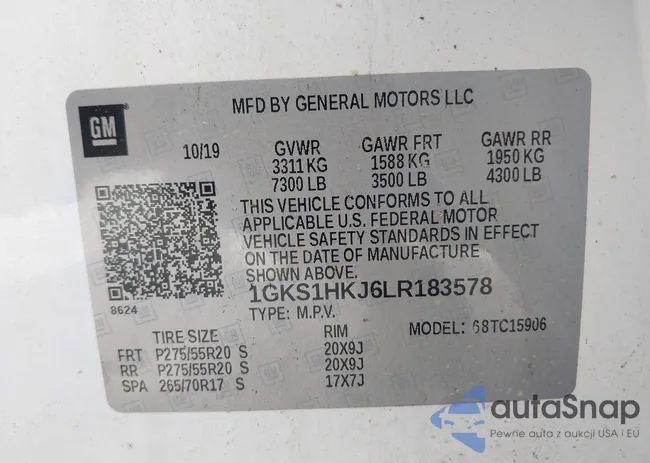 GM
MFD BY GENERAL MOTORS LLC
10/19 GVWR GAWR FRT GAWR RR
3311 KG 1588 KG 1950 KG
7300 LB 3500 LB 4300 LB
THIS VEHICLE CONFORMS TO ALL
APPLICABLE U.S. FEDERAL MOTOR
VEHICLE SAFETY STANDARDS IN EFFECT
ON THE DATE OF MANUFACTURE
SHOWN ABOVE.
1GKS1HKJ6LR183578
8624
TYPE: M.P.V.
MODEL: 68TC15906
TIRE SIZE RIM
FRT P275/55R20 S 20X9J
RR P275/55R20 S 20X9J
SPA 265/70R17 S 17X7J
autaSnap
Pewne auta z aukcji USA i EU